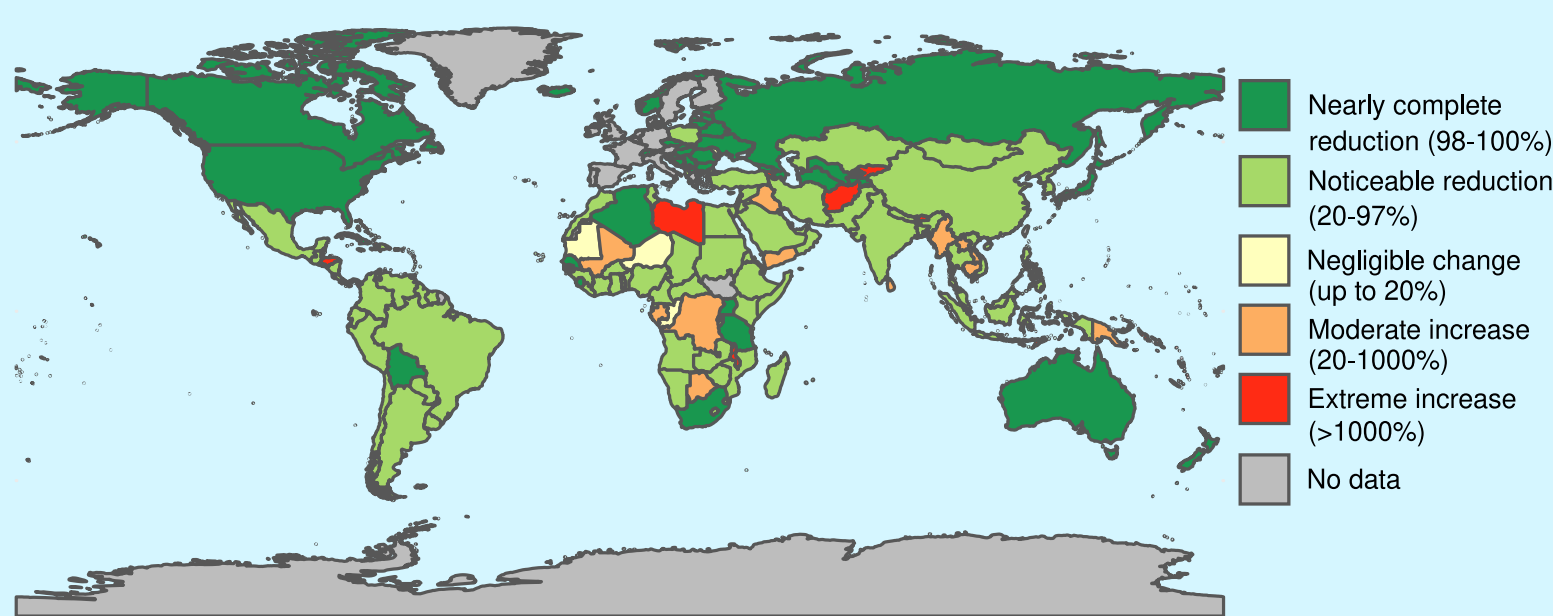 Nearly complete
reduction (98-100%)
Noticeable reduction
(20-97%)
Negligible change
(up to 20%)
Moderate increase
(20-1000%)
Extreme increase
(>1000%)
No data